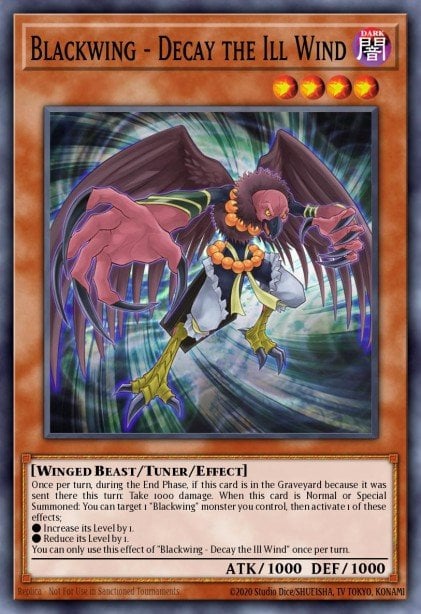 Blackwing - Decay the Ill Wind
DARK
闇
[Winged Beast/Tuner/Effect]
Once per turn, during the End Phase, if this card is in the Graveyard because it was
sent there this turn: Take 1000 damage. When this card is Normal or Special
Summoned: You can target 1 "Blackwing" monster you control, then activate 1 of these
effects;
● Increase its Level by 1.
● Reduce its Level by 1.
You can only use this effect of "Blackwing - Decay the Ill Wind" once per turn.
ATK/1000 DEF/1000
Replica - Not For Use in Sanctioned Tournaments
©2020 Studio Dice/SHUEISHA, TV TOKYO, KONAMI